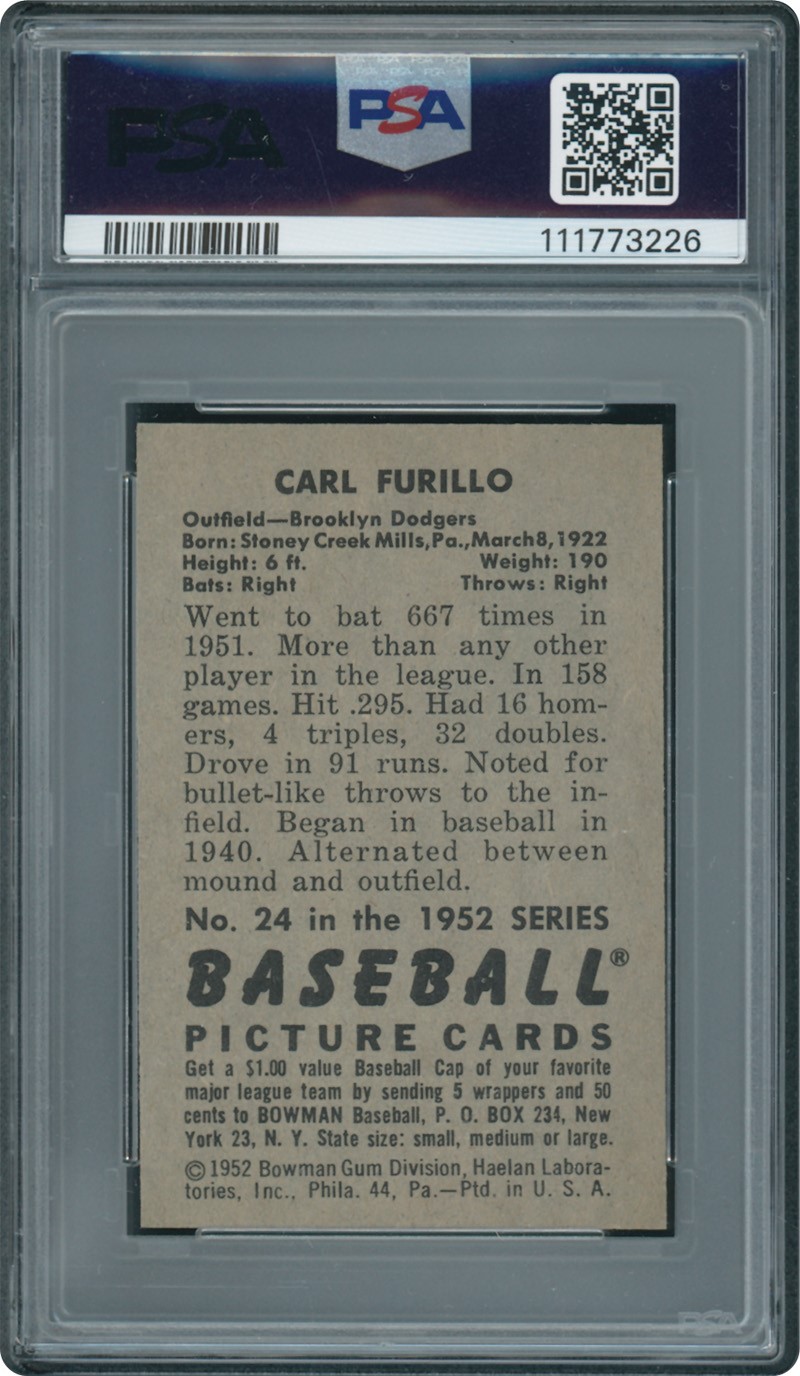 PSA
PSA
111773226
CARL FURILLO
Outfield—Brooklyn Dodgers
Born: Stoney Creek Mills, Pa., March 8, 1922
Height: 6 ft. Weight: 190
Bats: Right Throws: Right
Went to bat 667 times in
1951. More than any other
player in the league. In 158
games. Hit .295. Had 16 hom-
ers, 4 triples, 32 doubles.
Drove in 91 runs. Noted for
bullet-like throws to the in-
field. Began in baseball in
1940. Alternated between
mound and outfield.
No. 24 in the 1952 SERIES
BASEBALL®
PICTURE CARDS
Get a $1.00 value Baseball Cap of your favorite
major league team by sending 5 wrappers and 50
cents to BOWMAN Baseball, P. O. BOX 234, New
York 23, N. Y. State size: small, medium or large.
©1952 Bowman Gum Division, Haelan Labora-
tories, Inc., Phila. 44, Pa.—Ptd. in U. S. A.
PSA